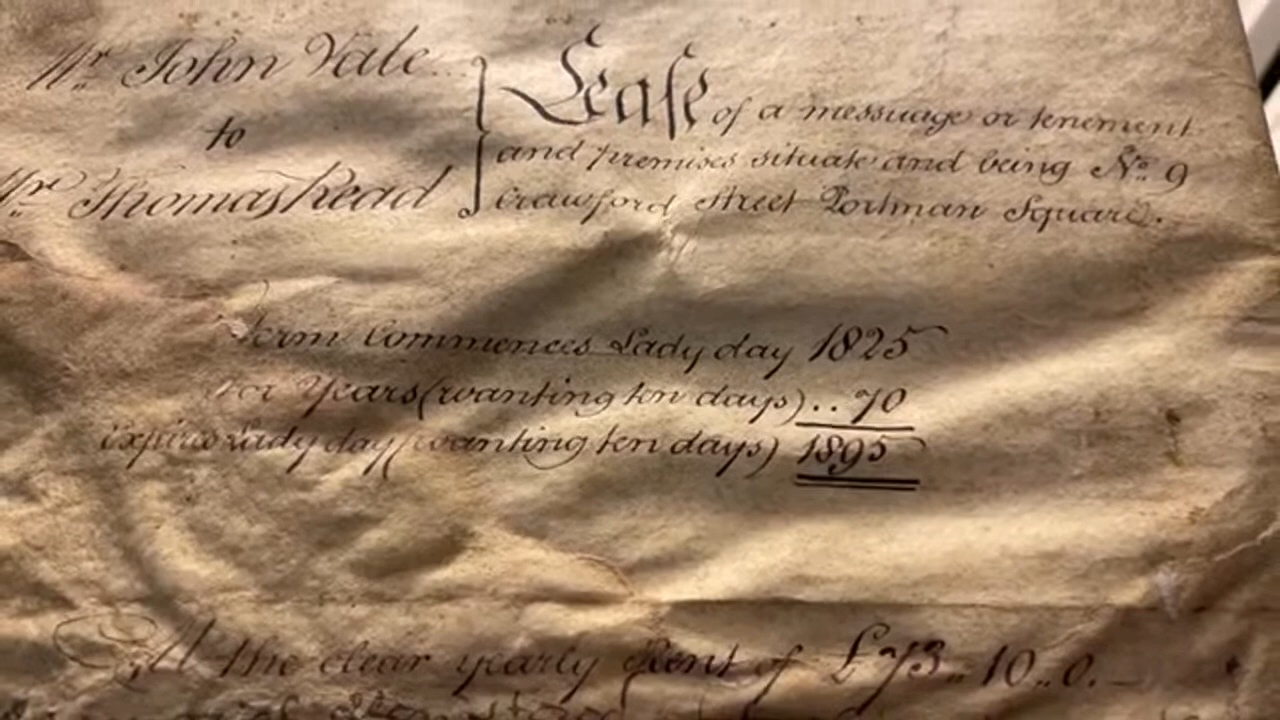 Mr. John Vale
to
Mr. Thomas Read
Lease of a messuage or tenement
and premises situate and being No. 9
Crawford Street Portman Square.
Term Commences Lady day 1825
For Years (wanting ten days) .. 70
Expires Lady day (wanting ten days) 1895
At the clear yearly Rent of £73..10..0.—